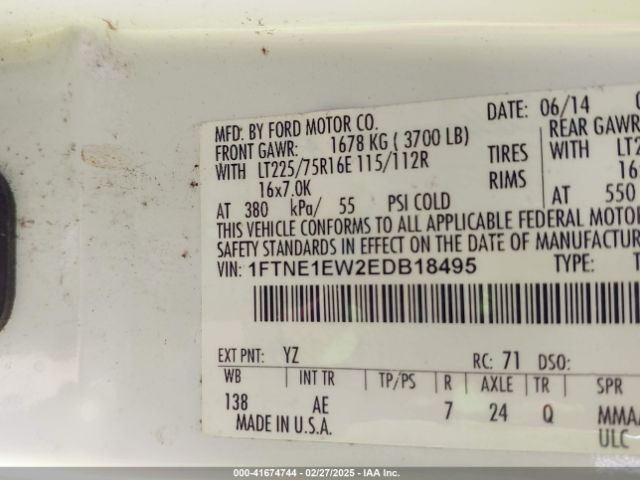 MFD. BY FORD MOTOR CO. DATE: 06/14
FRONT GAWR: 1678 KG ( 3700 LB) REAR GAWR
WITH LT225/75R16E 115/112R TIRES WITH LT2
16x7.0K RIMS 16
AT 380 kPa/ 55 PSI COLD AT 550
THIS VEHICLE CONFORMS TO ALL APPLICABLE FEDERAL MOTOR
SAFETY STANDARDS IN EFFECT ON THE DATE OF MANUFACTUR
VIN: 1FTNE1EW2EDB18495 TYPE:
EXT PNT: YZ RC: 71 DSO:
WB INT TR TP/PS R AXLE TR SPR
138 AE 7 24 Q MMAA
MADE IN U.S.A. ULC
000-41674744 / 02/27/2025 - IAA Inc.